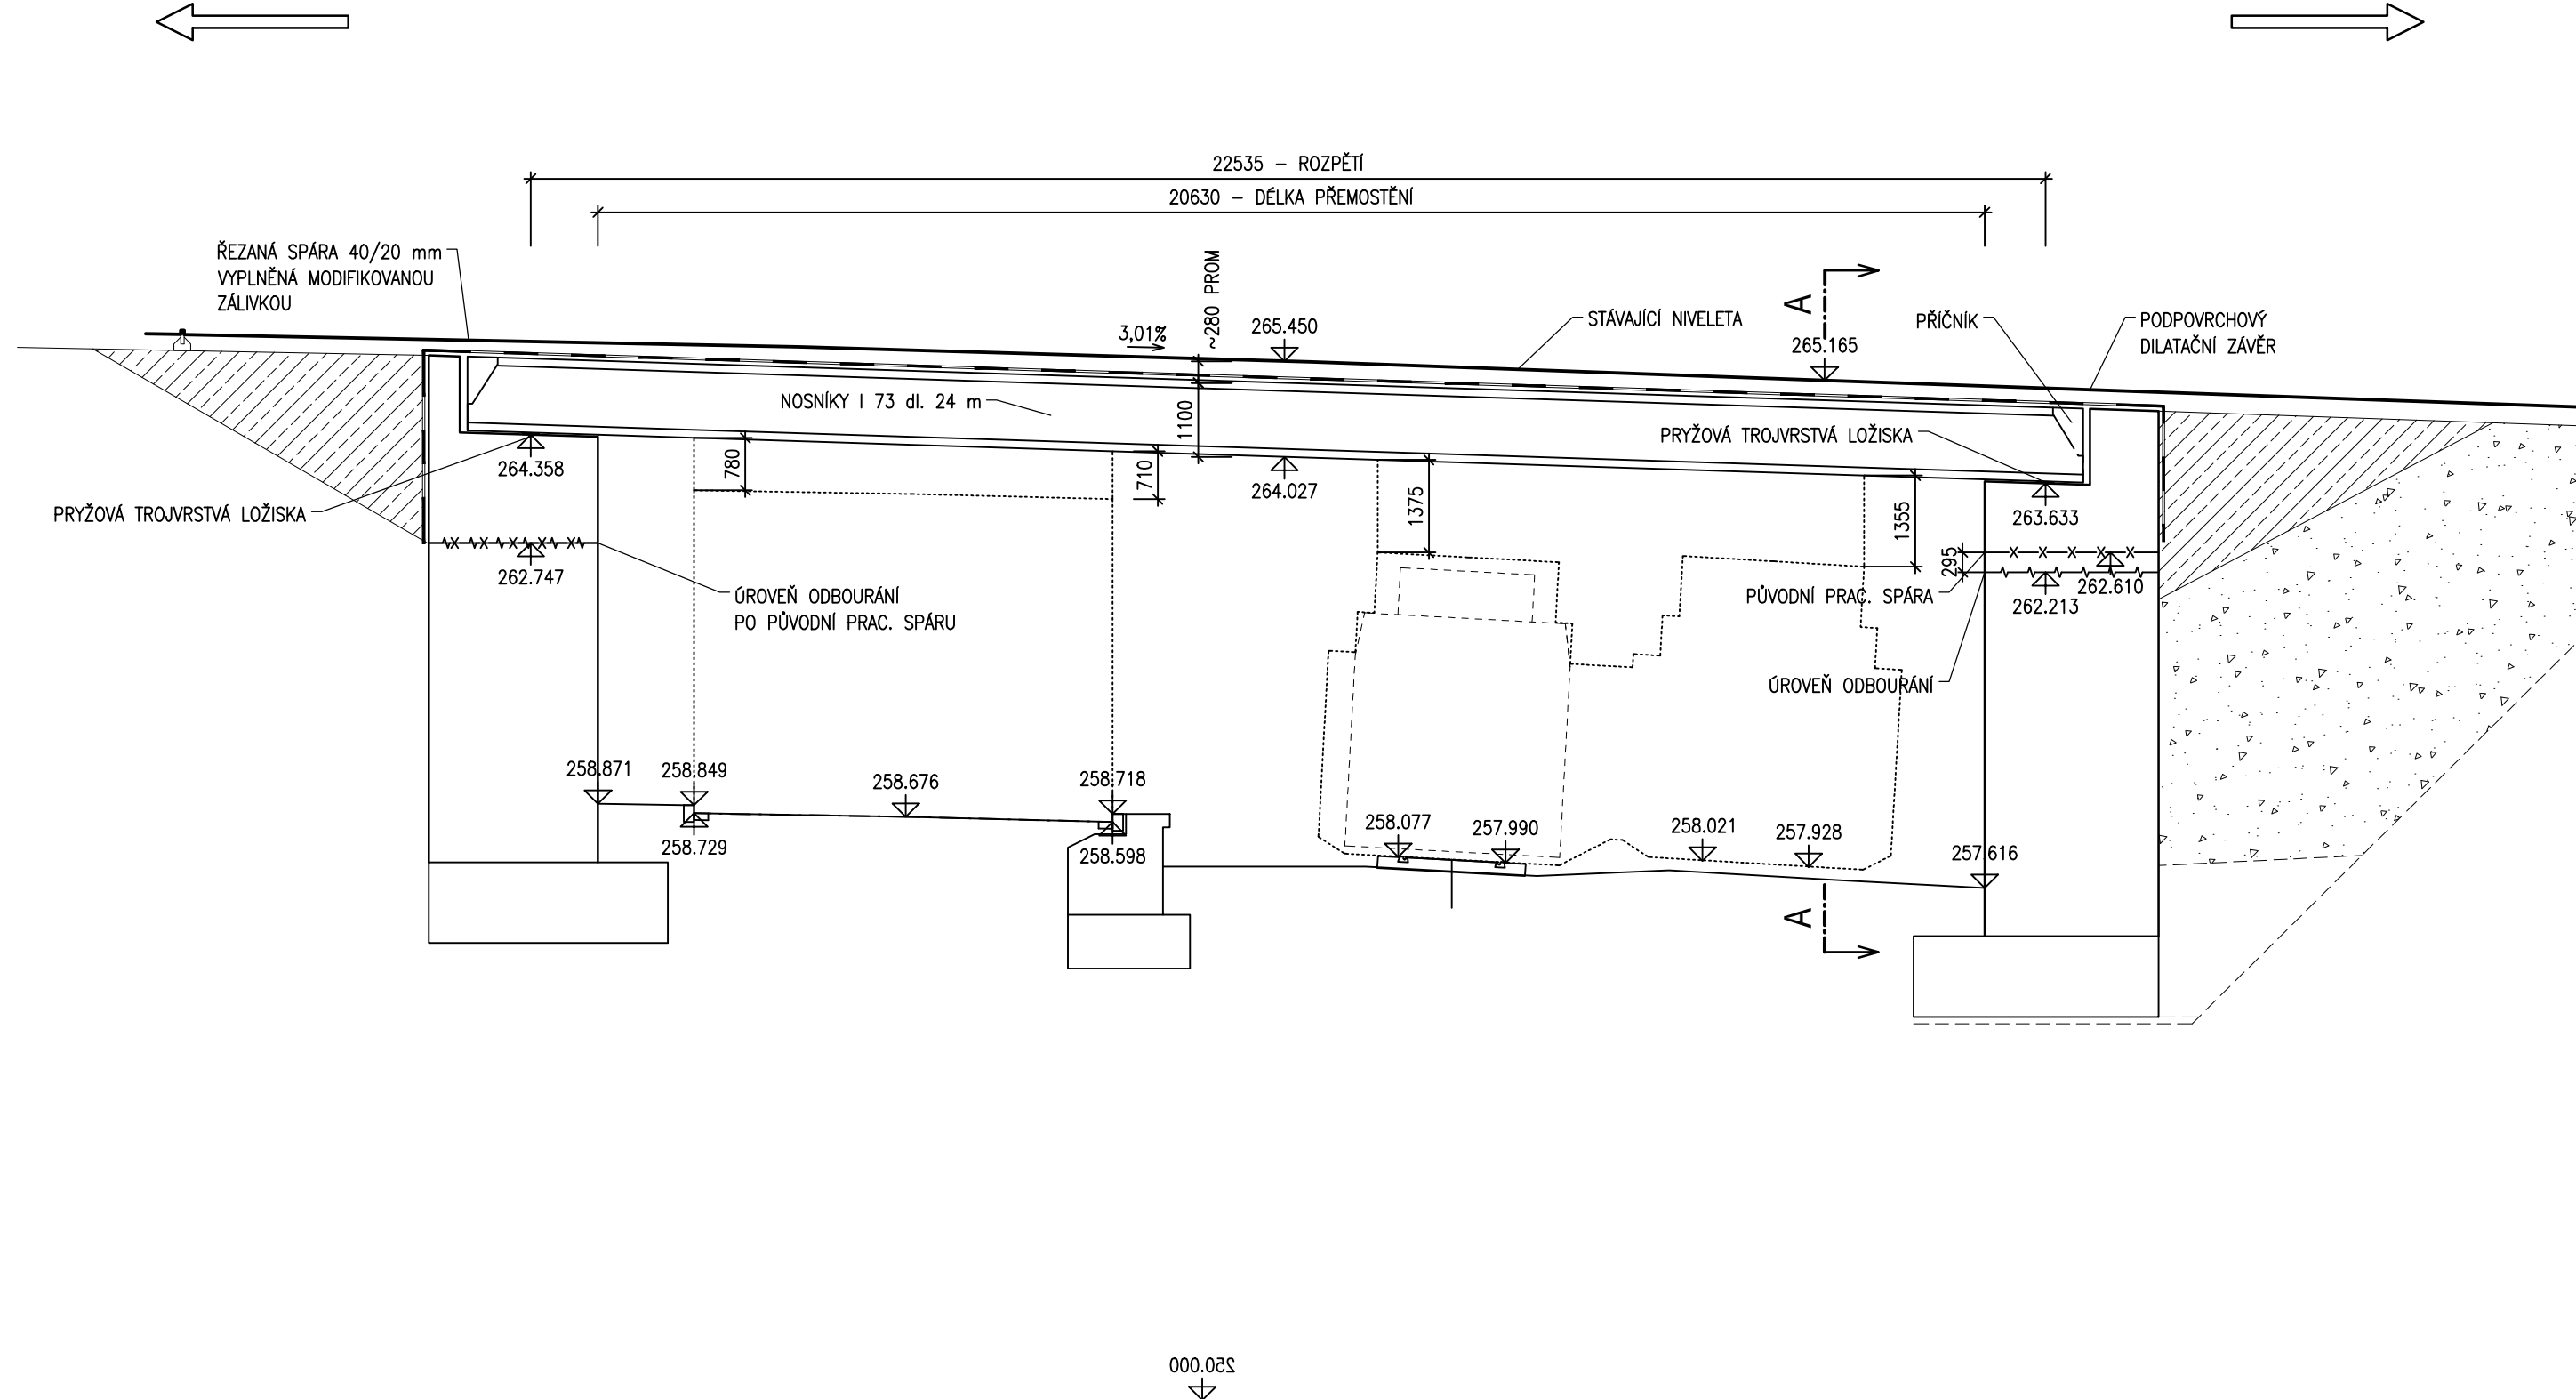 22535 – ROZPĚTÍ
20630 – DÉLKA PŘEMOSTĚNÍ
ŘEZANÁ SPÁRA 40/20 mm
VYPLNĚNÁ MODIFIKOVANOU
ZÁLIVKOU
~280 PROM
3,01%
265.450
STÁVAJÍCÍ NIVELETA
A
265.165
PŘÍČNÍK
PODPOVRCHOVÝ
DILATAČNÍ ZÁVĚR
NOSNÍKY I 73 dl. 24 m
1100
PRYŽOVÁ TROJVRSTVÁ LOŽISKA
264.358
780
710
264.027
1375
1355
263.633
PRYŽOVÁ TROJVRSTVÁ LOŽISKA
262.747
295
262.610
262.213
PŮVODNÍ PRAC. SPÁRA
ÚROVEŇ ODBOURÁNÍ
PO PŮVODNÍ PRAC. SPÁRU
ÚROVEŇ ODBOURÁNÍ
258.871
258.849
258.676
258.718
258.729
258.598
258.077
257.990
258.021
257.928
257.616
A
250.000